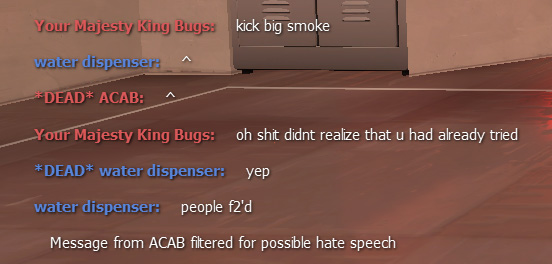 Your Majesty King Bugs: kick big smoke
water dispenser: ^
*DEAD* ACAB: ^
Your Majesty King Bugs: oh shit didnt realize that u had already tried
*DEAD* water dispenser: yep
water dispenser: people f2'd
Message from ACAB filtered for possible hate speech